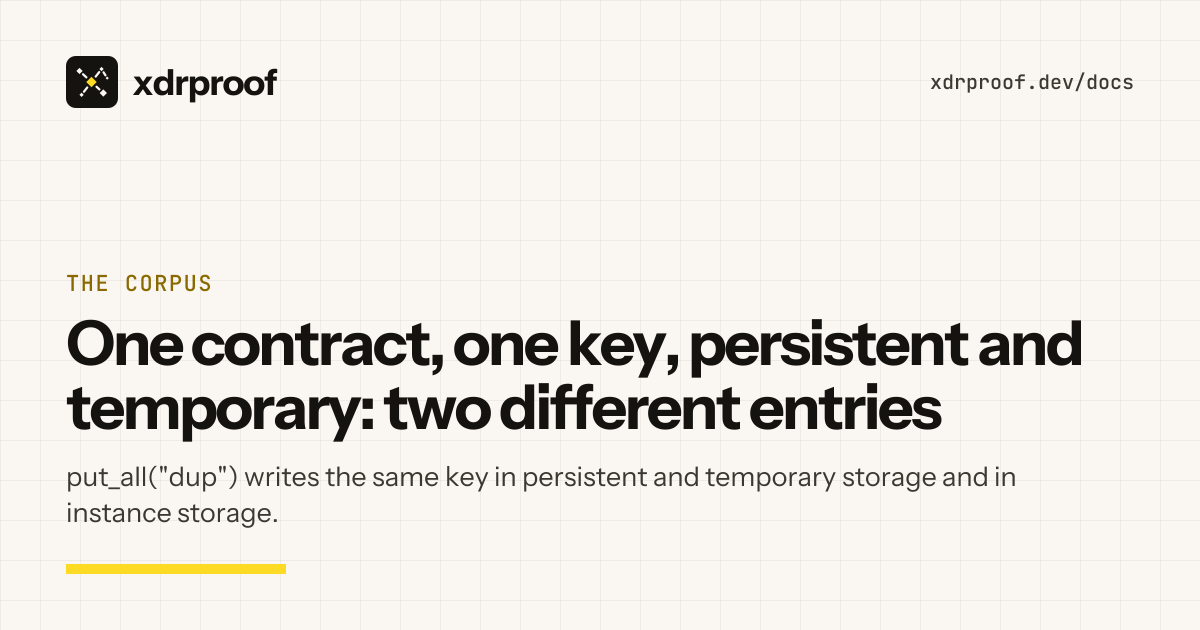 xdrproof
xdrproof.dev/docs
THE CORPUS
One contract, one key, persistent and
temporary: two different entries
put_all("dup") writes the same key in persistent and temporary storage and in
instance storage.